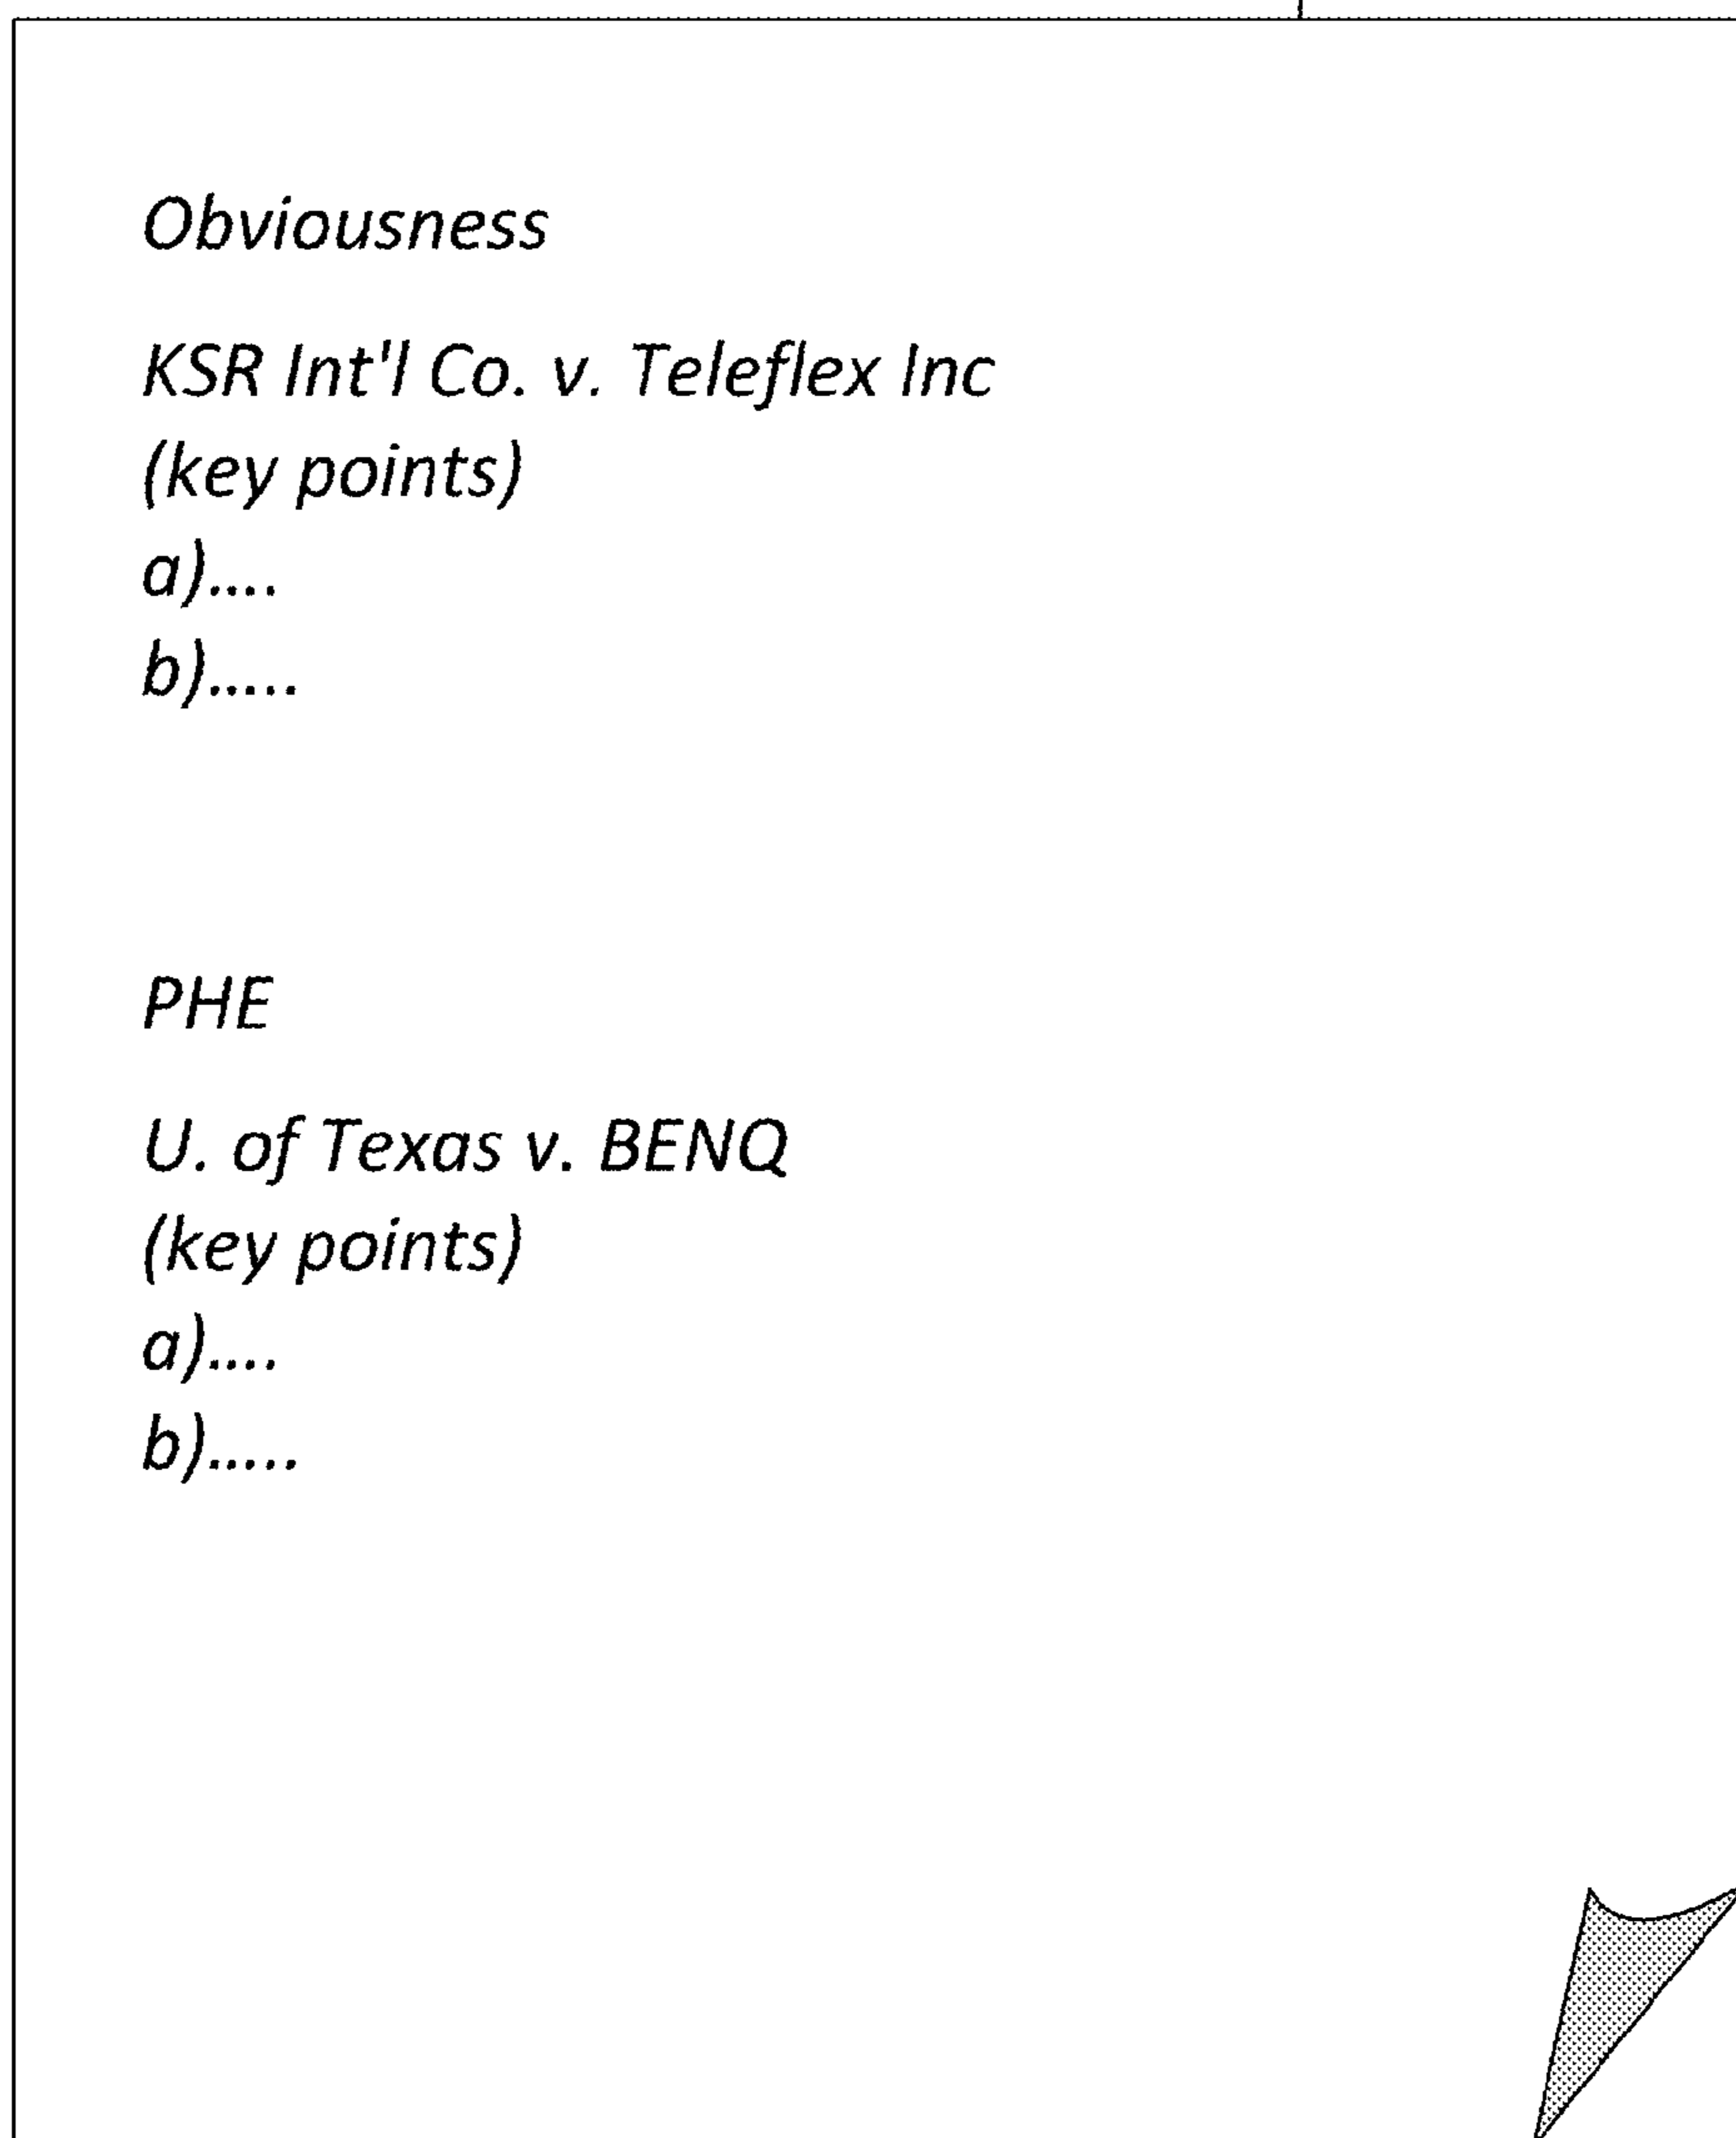 Obviousness
KSR Int'l Co. v. Teleflex Inc
(key points)
a)....
b).....
PHE
U. of Texas v. BENQ
(key points)
a)....
b).....